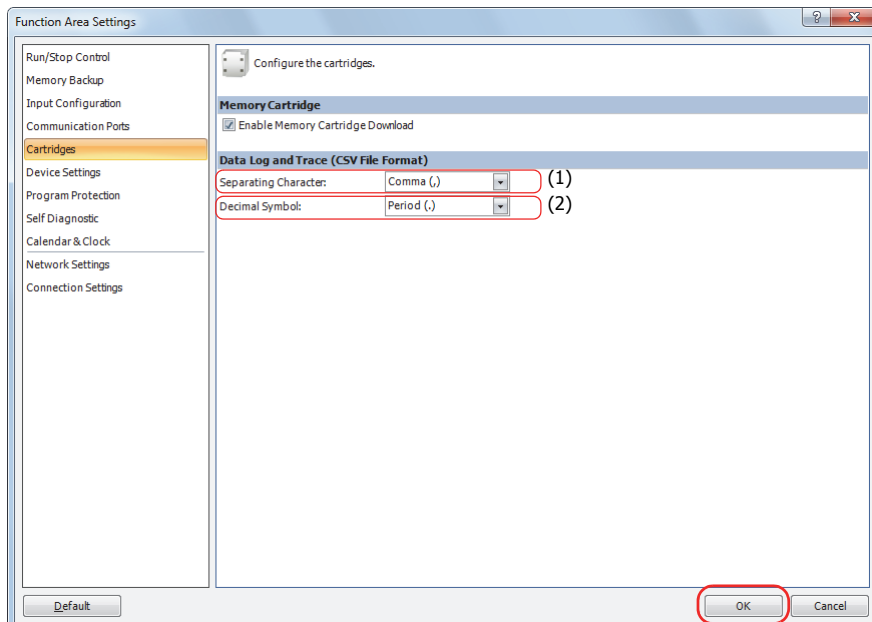 Function Area Settings
Run/Stop Control
Memory Backup
Input Configuration
Communication Ports
Cartridges
Device Settings
Program Protection
Self Diagnostic
Calendar & Clock
Network Settings
Connection Settings
Configure the cartridges.
Memory Cartridge
Enable Memory Cartridge Download
Data Log and Trace (CSV File Format)
Separating Character: Comma (,) (1)
Decimal Symbol: Period (.) (2)
Default OK Cancel